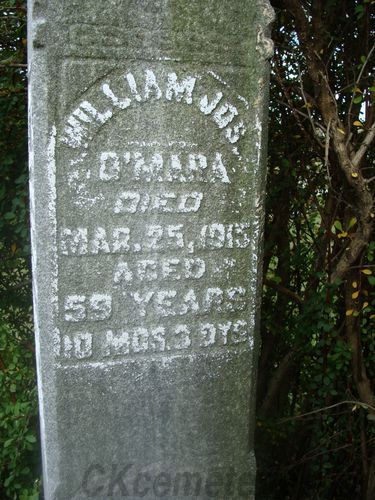 WILLIAM JOS.
O'MARA
DIED
MAR. 25, 1915
AGED
59 YEARS
10 MOS. 3 DYS.